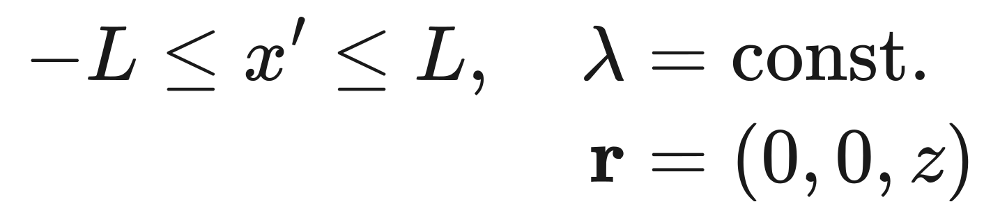 −L ≤ x′ ≤ L, λ = const.
𝐫 = (0, 0, z)